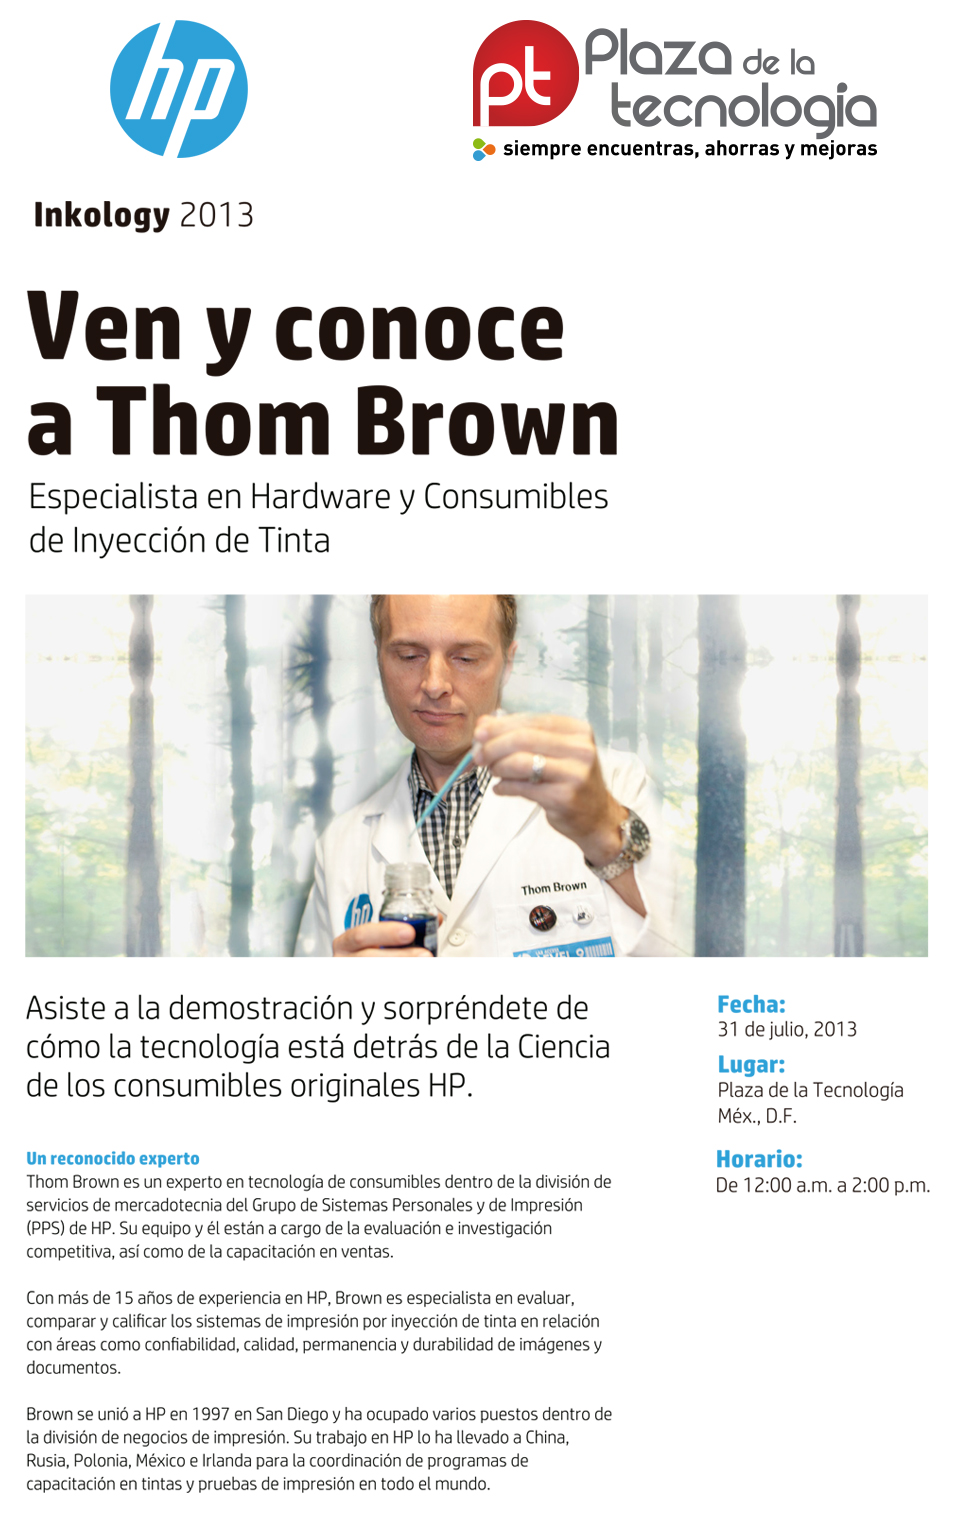 hp
pt
Plaza de la
tecnología
siempre encuentras, ahorras y mejoras
Inkology 2013
Ven y conoce
a Thom Brown
Especialista en Hardware y Consumibles
de Inyección de Tinta
Thom Brown
hp
Asiste a la demostración y sorpréndete de
cómo la tecnología está detrás de la Ciencia
de los consumibles originales HP.
Fecha:
31 de julio, 2013
Lugar:
Plaza de la Tecnología
Méx., D.F.
Horario:
De 12:00 a.m. a 2:00 p.m.
Un reconocido experto
Thom Brown es un experto en tecnología de consumibles dentro de la división de
servicios de mercadotecnia del Grupo de Sistemas Personales y de Impresión
(PPS) de HP. Su equipo y él están a cargo de la evaluación e investigación
competitiva, así como de la capacitación en ventas.
Con más de 15 años de experiencia en HP, Brown es especialista en evaluar,
comparar y calificar los sistemas de impresión por inyección de tinta en relación
con áreas como confiabilidad, calidad, permanencia y durabilidad de imágenes y
documentos.
Brown se unió a HP en 1997 en San Diego y ha ocupado varios puestos dentro de
la división de negocios de impresión. Su trabajo en HP lo ha llevado a China,
Rusia, Polonia, México e Irlanda para la coordinación de programas de
capacitación en tintas y pruebas de impresión en todo el mundo.